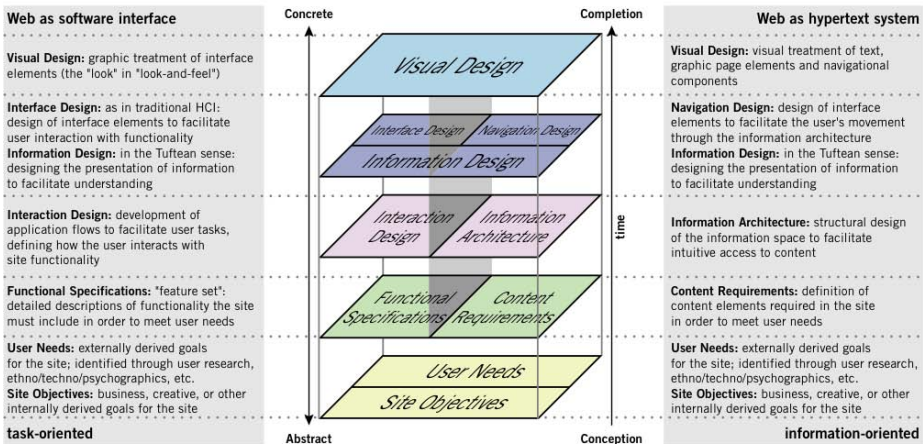 Web as software interface
Visual Design: graphic treatment of interface
elements (the "look" in "look-and-feel")
Interface Design: as in traditional HCI:
design of interface elements to facilitate
user interaction with functionality
Information Design: in the Tuftean sense:
designing the presentation of information
to facilitate understanding
Interaction Design: development of
application flows to facilitate user tasks,
defining how the user interacts with
site functionality
Functional Specifications: "feature set":
detailed descriptions of functionality the site
must include in order to meet user needs
User Needs: externally derived goals
for the site; identified through user research,
ethno/techno/psychographics, etc.
Site Objectives: business, creative, or other
internally derived goals for the site
task-oriented
Concrete
Completion
Visual Design
Interface Design
Navigation Design
Information Design
Interaction
Design
Information
Architecture
Functional
Specifications
Content
Requirements
User Needs
Site Objectives
time
Abstract
Conception
Web as hypertext system
Visual Design: visual treatment of text,
graphic page elements and navigational
components
Navigation Design: design of interface
elements to facilitate the user's movement
through the information architecture
Information Design: in the Tuftean sense:
designing the presentation of information
to facilitate understanding
Information Architecture: structural design
of the information space to facilitate
intuitive access to content
Content Requirements: definition of
content elements required in the site
in order to meet user needs
User Needs: externally derived goals
for the site; identified through user research,
ethno/techno/psychographics, etc.
Site Objectives: business, creative, or other
internally derived goals for the site
information-oriented